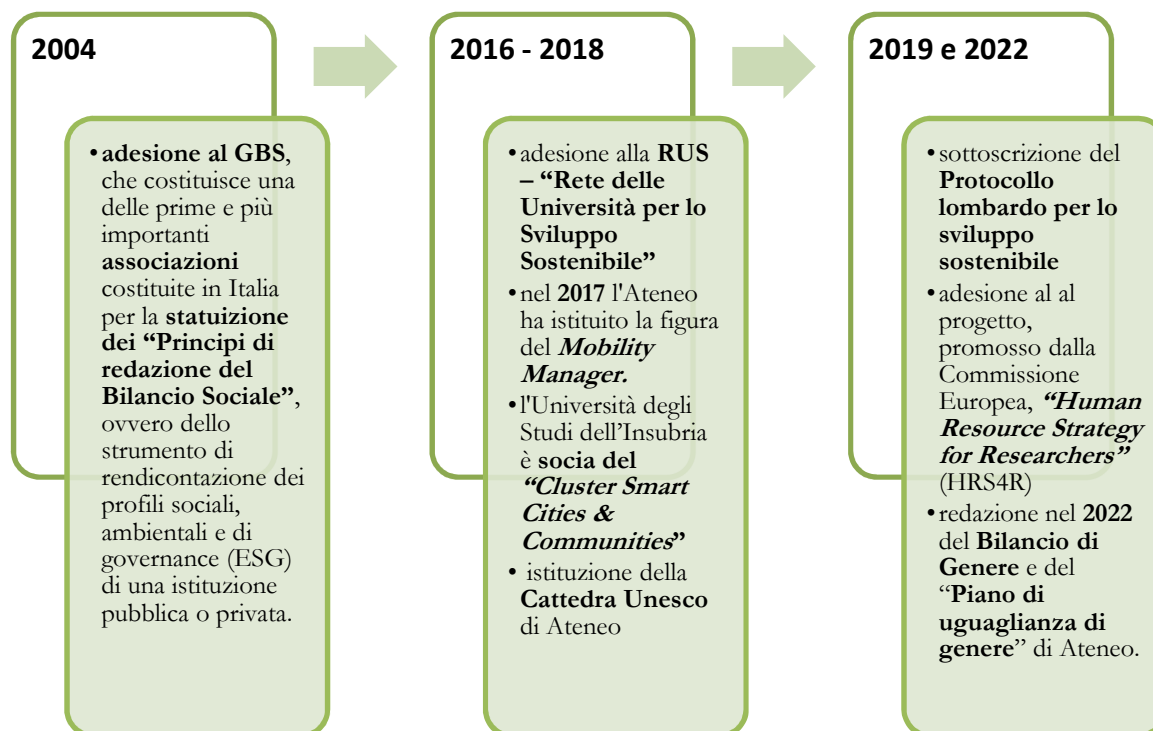 2004
• adesione al GBS,
che costituisce una
delle prime e più
importanti
associazioni
costituite in Italia
per la statuizione
dei “Principi di
redazione del
Bilancio Sociale”,
ovvero dello
strumento di
rendicontazione dei
profili sociali,
ambientali e di
governance (ESG)
di una istituzione
pubblica o privata.
2016 - 2018
• adesione alla RUS
– “Rete delle
Università per lo
Sviluppo
Sostenibile”
• nel 2017 l'Ateneo
ha istituito la figura
del Mobility
Manager.
• l'Università degli
Studi dell’Insubria
è socia del
“Cluster Smart
Cities &
Communities”
• istituzione della
Cattedra Unesco
di Ateneo
2019 e 2022
• sottoscrizione del
Protocollo
lombardo per lo
sviluppo
sostenibile
• adesione al al
progetto,
promosso dalla
Commissione
Europea, “Human
Resource Strategy
for Researchers”
(HRS4R)
• redazione nel 2022
del Bilancio di
Genere e del
“Piano di
uguaglianza di
genere” di Ateneo.